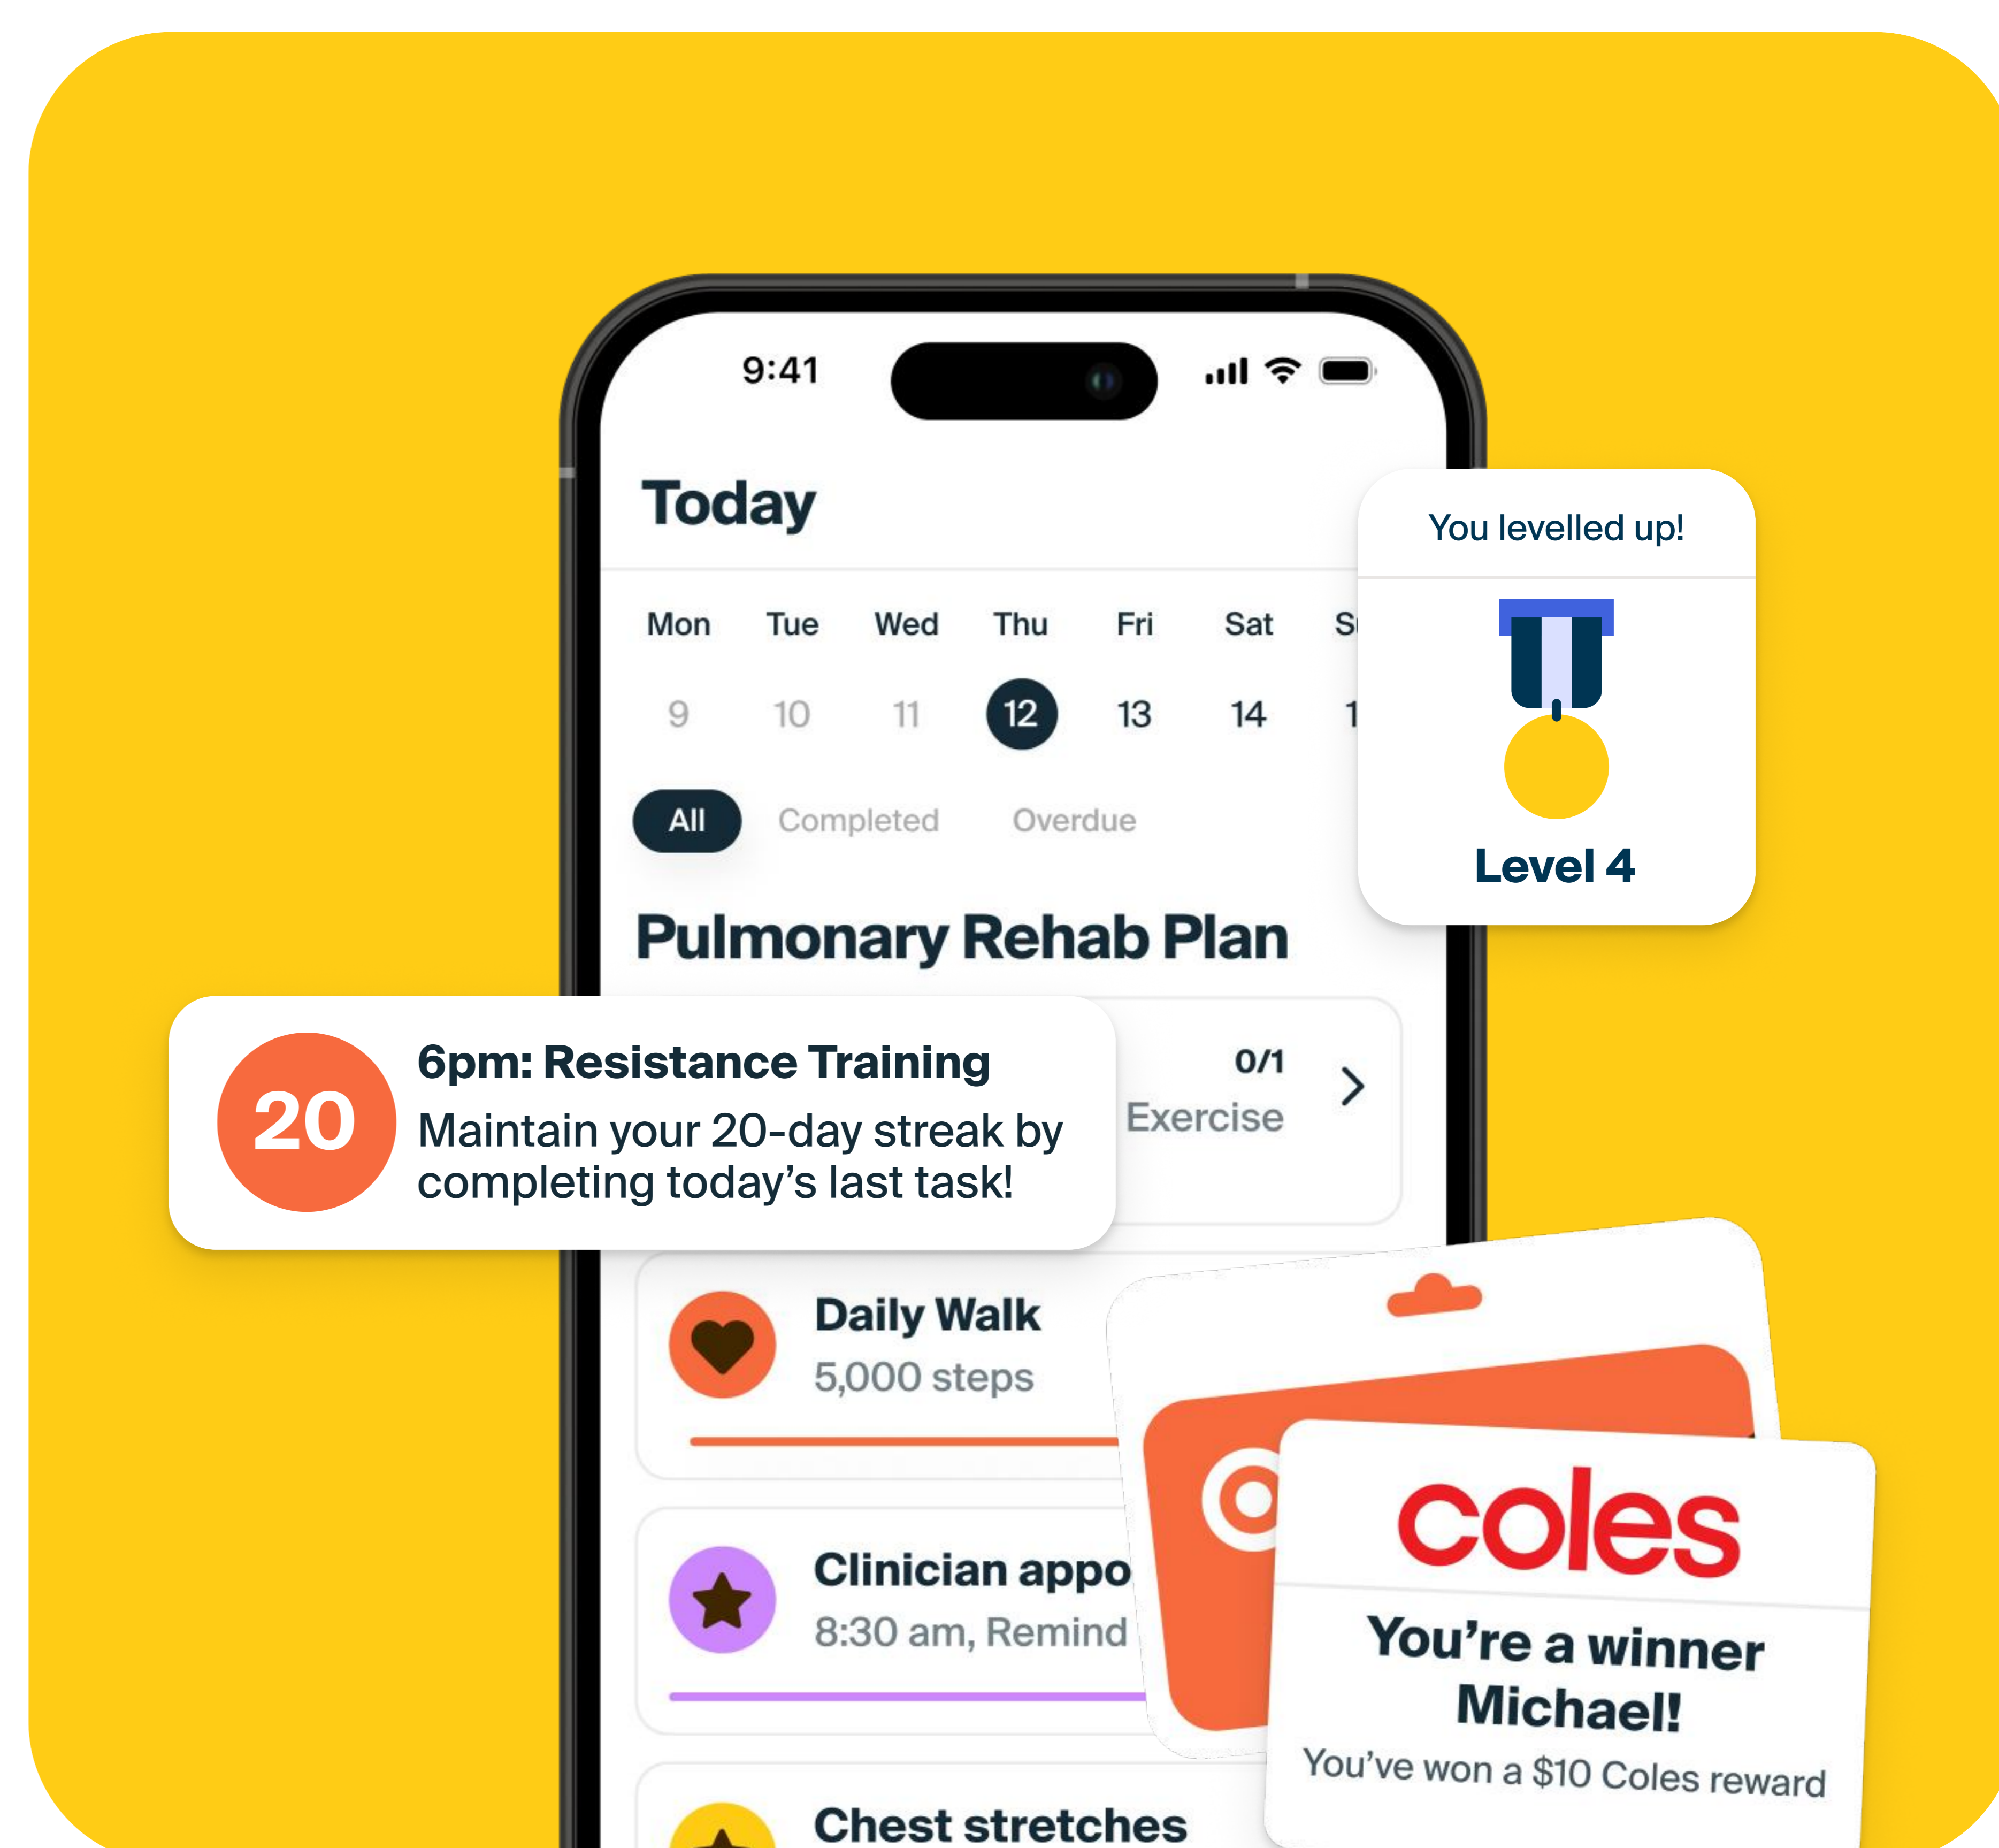 9:41
Today
You levelled up!
Mon Tue Wed Thu Fri Sat
9 10 11 12 13 14
All Completed Overdue
Level 4
Pulmonary Rehab Plan
20
6pm: Resistance Training
Maintain your 20-day streak by
completing today’s last task!
0/1
Exercise
Daily Walk
5,000 steps
coles
Clinician
8:30 am, Remind
You’re a winner
Michael!
You’ve won a $10 Coles reward
Chest stretches